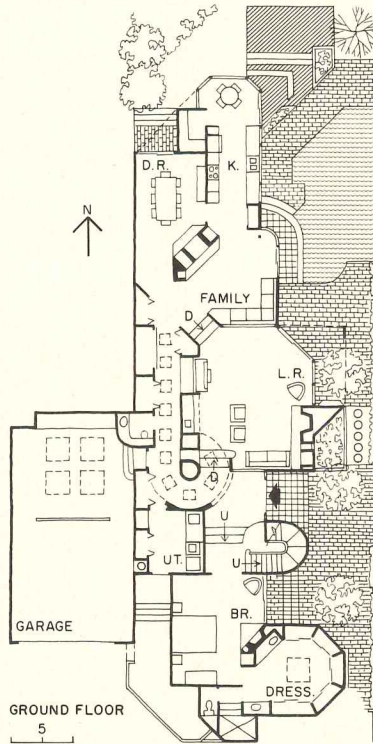 D.R.
K.
N
FAMILY
D
L.R.
D
U
UT.
U
BR.
GARAGE
DRESS.
GROUND FLOOR
5